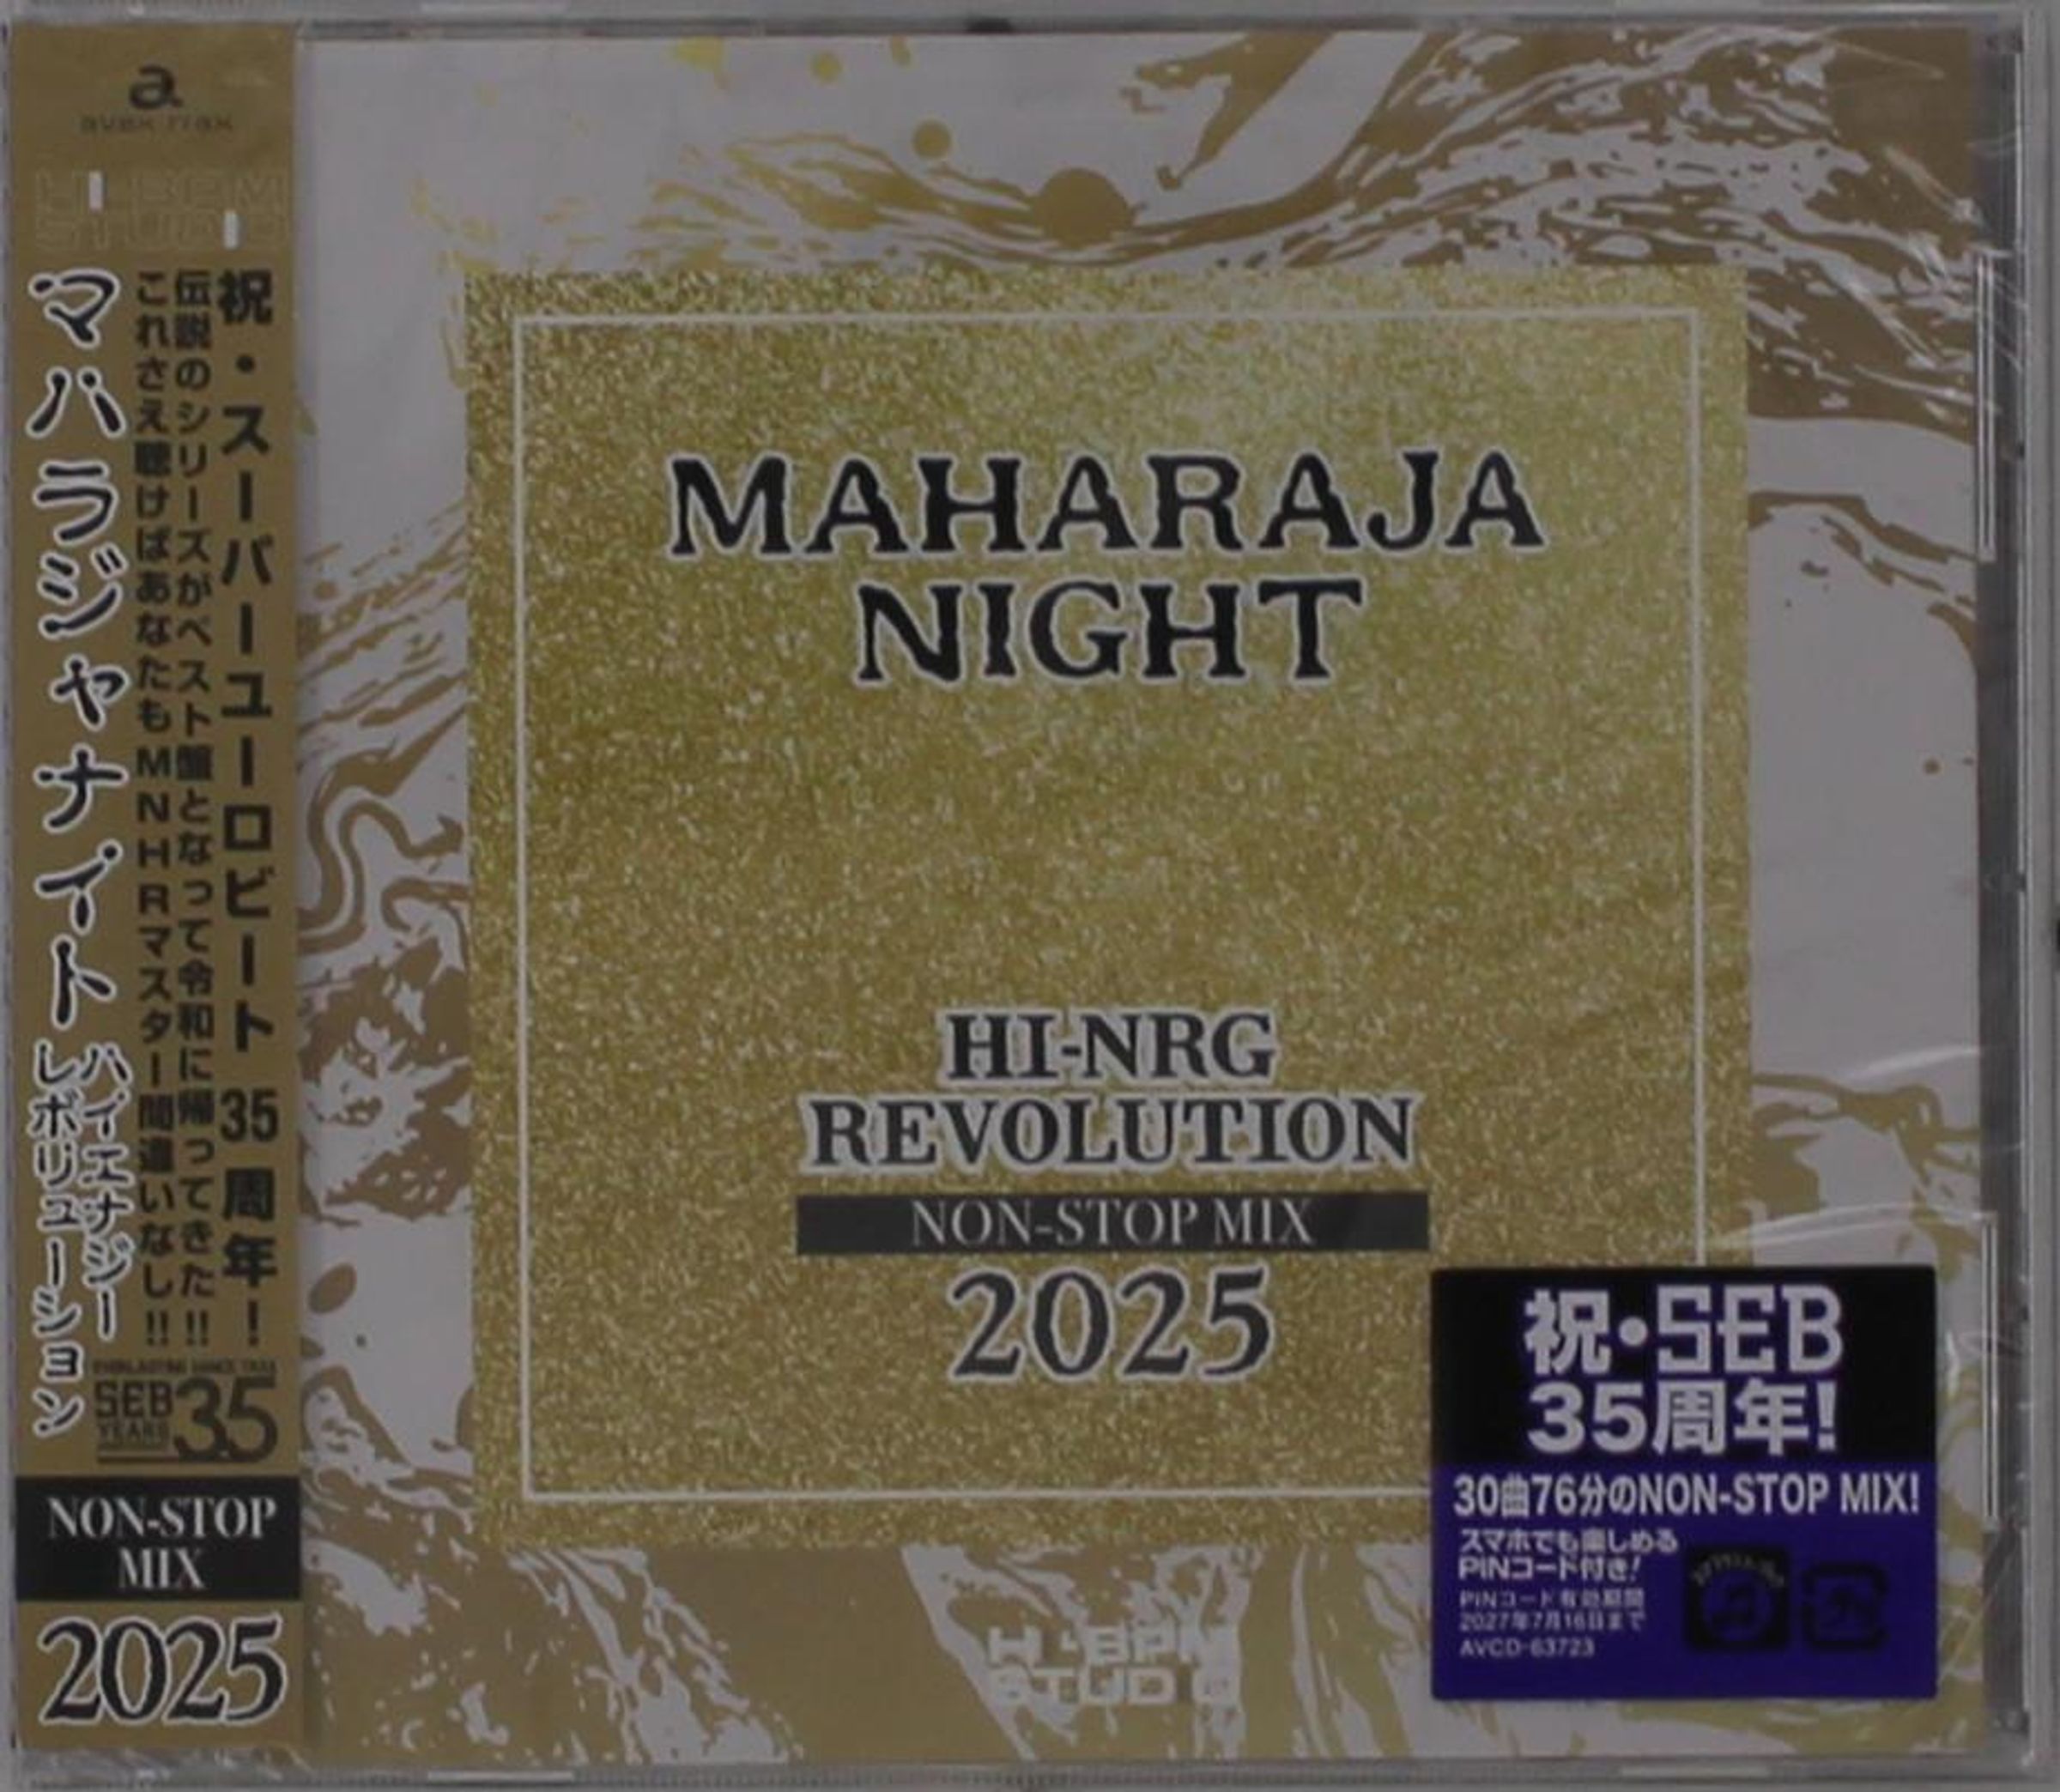 a
avex trax
HI-BPM
STUDIO
祝・スーパーユーロビート 35 周年!
伝説のシリーズがベスト盤となって令和に帰ってきた!!
これさえ聴けばあなたもMNHRマスター間違いなし!!
マハラジャナイト
ハイエナジー
レボリューション
SEB
YEARS
35
NON-STOP
MIX
2025
MAHARAJA
NIGHT
HI-NRG
REVOLUTION
NON-STOP MIX
2025
HI-BPM
STUDIO
祝・SEB
35周年!
30曲76分のNON-STOP MIX!
スマホでも楽しめる
PINコード付き!
PINコード有効期間
2027年7月16日まで
AVCD-63723